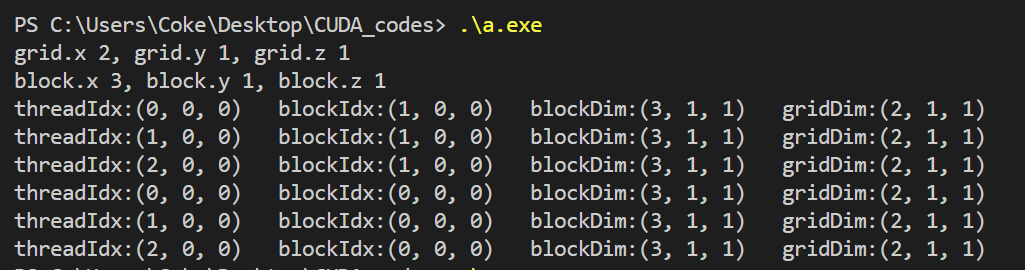 PS C:\Users\Coke\Desktop\CUDA_codes> .\a.exe
grid.x 2, grid.y 1, grid.z 1
block.x 3, block.y 1, block.z 1
threadIdx:(0, 0, 0)   blockIdx:(1, 0, 0)   blockDim:(3, 1, 1)   gridDim:(2, 1, 1)
threadIdx:(1, 0, 0)   blockIdx:(1, 0, 0)   blockDim:(3, 1, 1)   gridDim:(2, 1, 1)
threadIdx:(2, 0, 0)   blockIdx:(1, 0, 0)   blockDim:(3, 1, 1)   gridDim:(2, 1, 1)
threadIdx:(0, 0, 0)   blockIdx:(0, 0, 0)   blockDim:(3, 1, 1)   gridDim:(2, 1, 1)
threadIdx:(1, 0, 0)   blockIdx:(0, 0, 0)   blockDim:(3, 1, 1)   gridDim:(2, 1, 1)
threadIdx:(2, 0, 0)   blockIdx:(0, 0, 0)   blockDim:(3, 1, 1)   gridDim:(2, 1, 1)